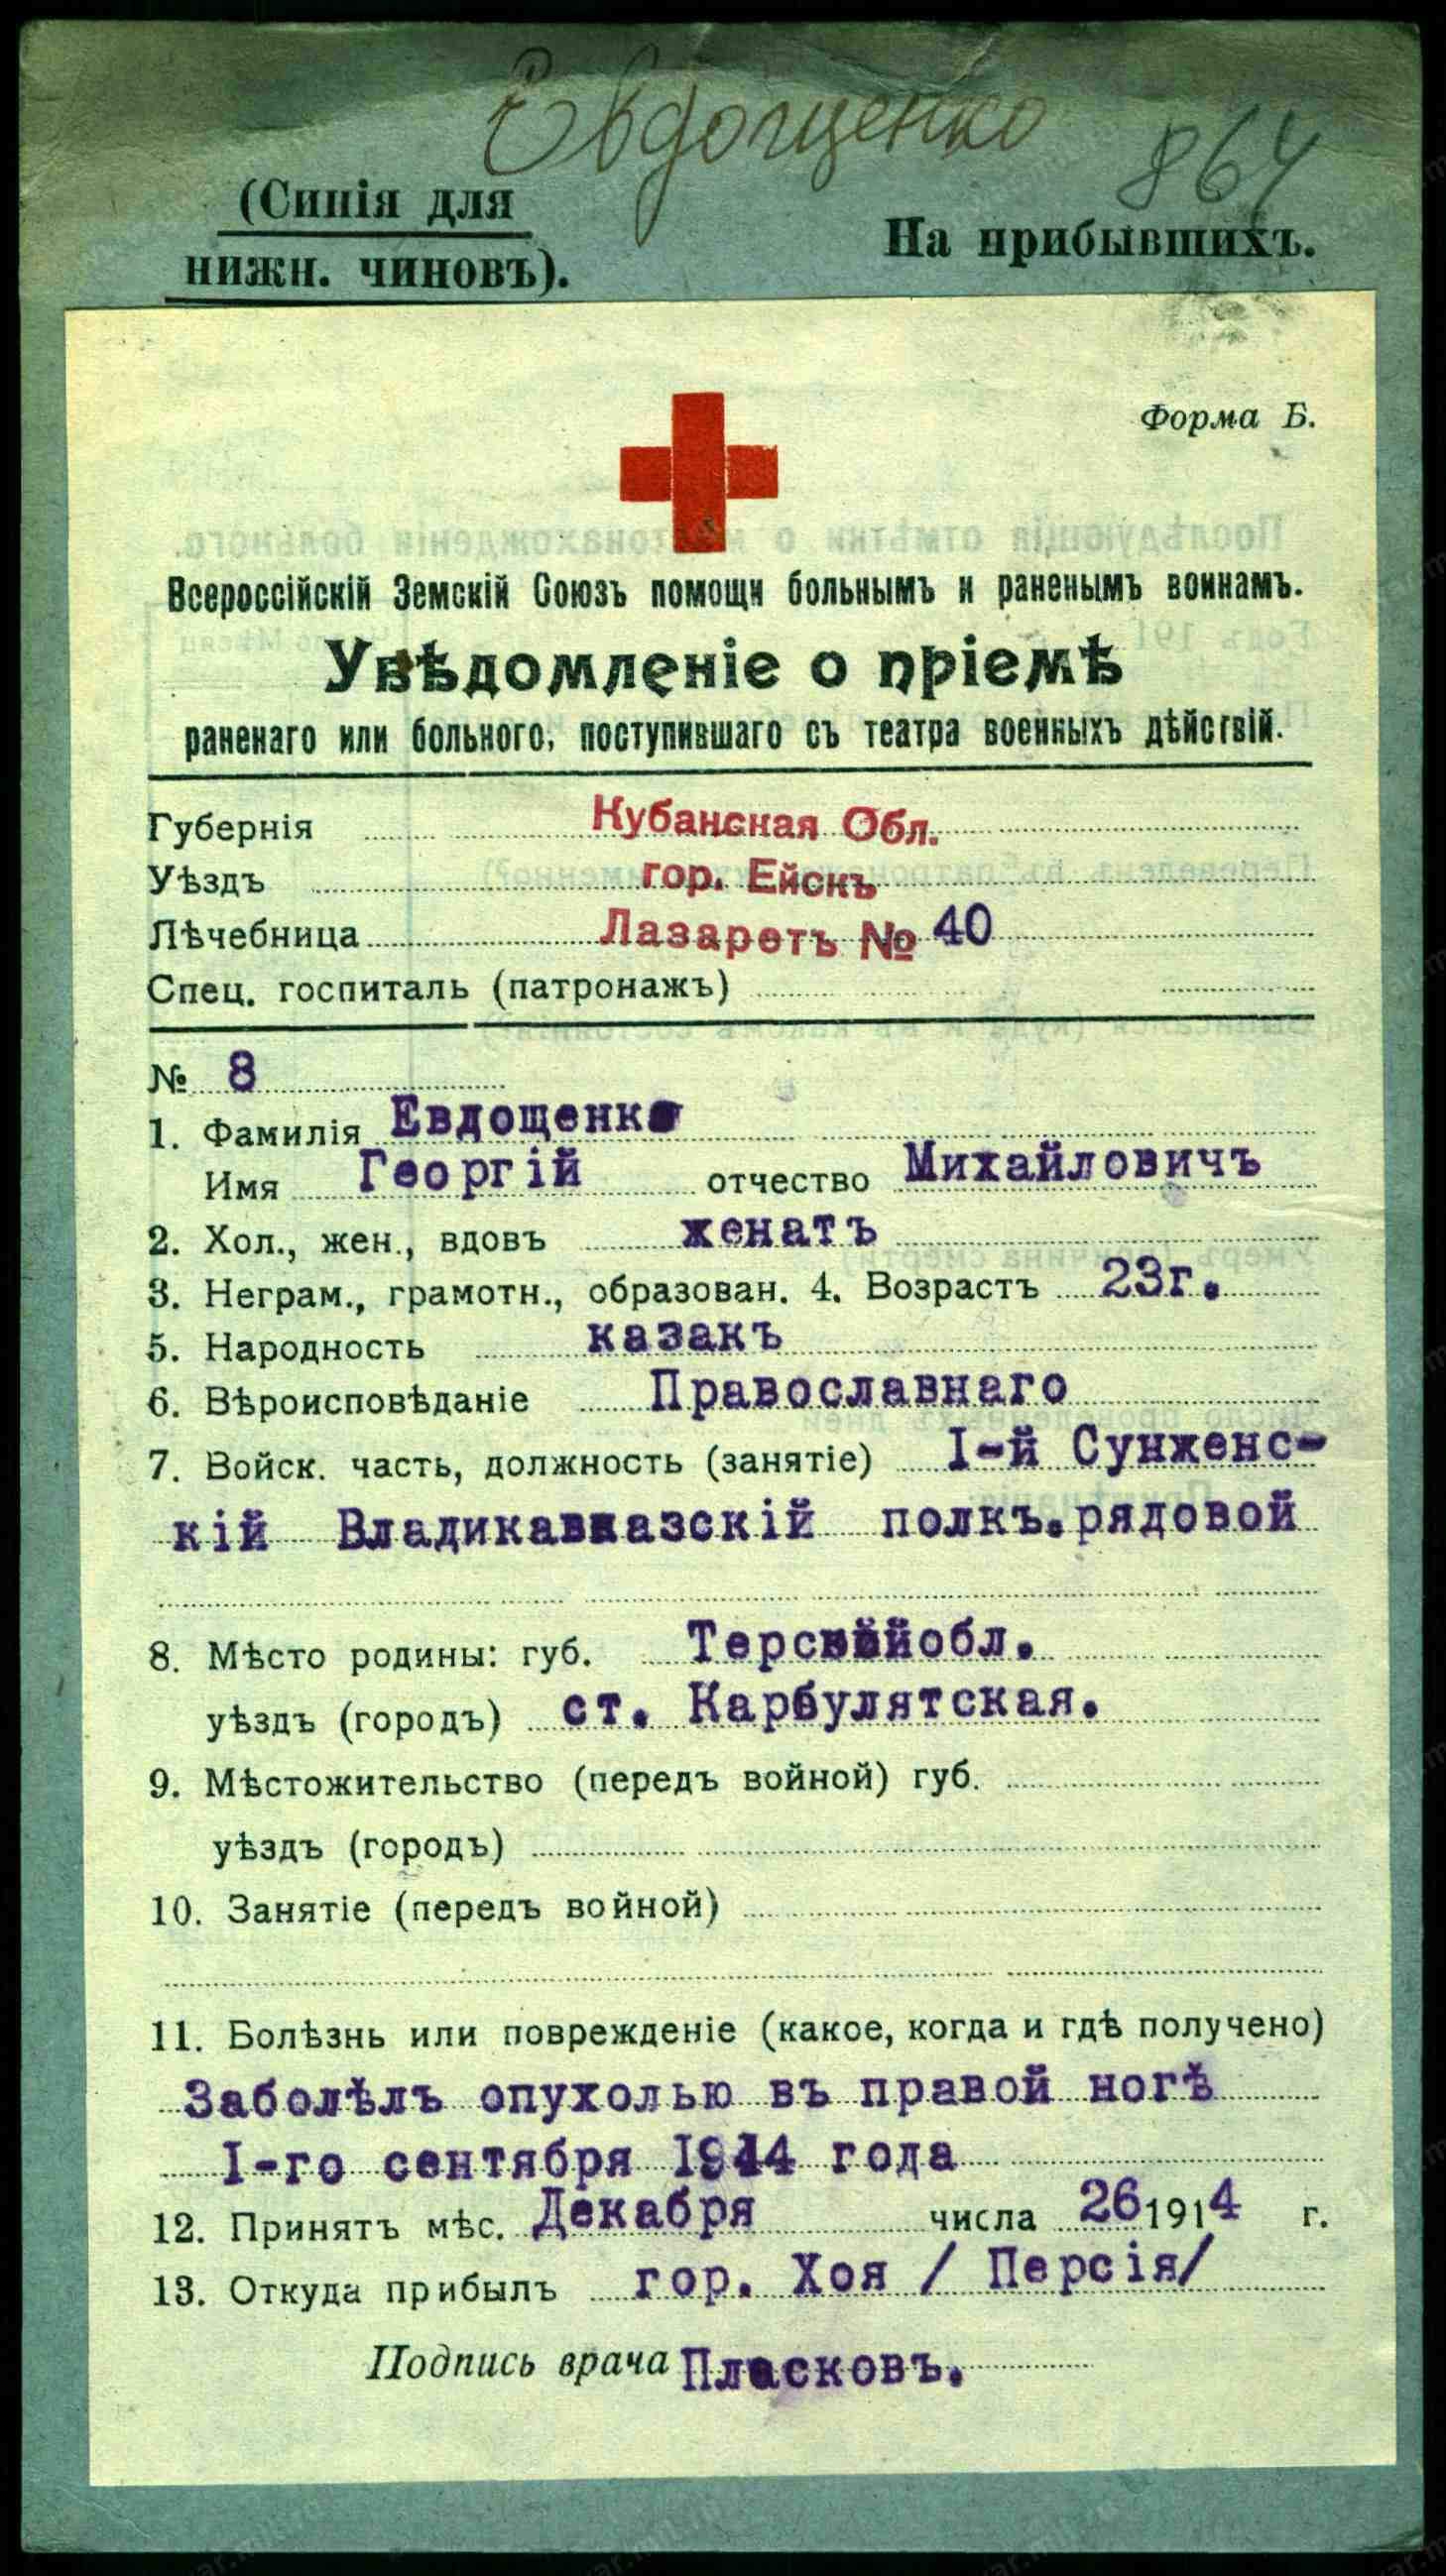 Евдощенко
864
(Синія для
нижн. чиновъ).
На прибывшихъ.
Форма Б.
Всероссійскій Земскій Союзъ помощи больнымъ и раненымъ воинамъ.
Увѣдомленіе о пріемѣ
раненаго или больного, поступившаго съ театра военныхъ дѣйствій.
Губернія Кубанская Обл.
Уѣздъ гор. Ейскъ
Лѣчебница Лазаретъ № 40
Спец. госпиталь (патронажъ)
№ 8
1. Фамилія Евдощенко
Имя Георгій отчество Михайловичъ
2. Хол., жен., вдовъ женатъ
3. Неграм., грамотн., образован. 4. Возрастъ 23г.
5. Народность казакъ
6. Вѣроисповѣданіе Православнаго
7. Войск. часть, должность (занятіе) I-й Сунженс-
кій Владикавказскій полкъ.рядовой
8. Мѣсто родины: губ. обл.
уѣздъ (городъ) ст. Карбулятская.
9. Мѣстожительство (передъ войной) губ.
уѣздъ (городъ)
10. Занятіе (передъ войной)
11. Болѣзнь или поврежденіе (какое, когда и гдѣ получено)
Заболѣлъ опухолью въ правой ногѣ
I-го сентября I914 года
12. Принятъ мѣс. Декабря числа 26 1914 г.
13. Откуда прибылъ гор. Хоя / Персія/
Подпись врача Пласковъ.